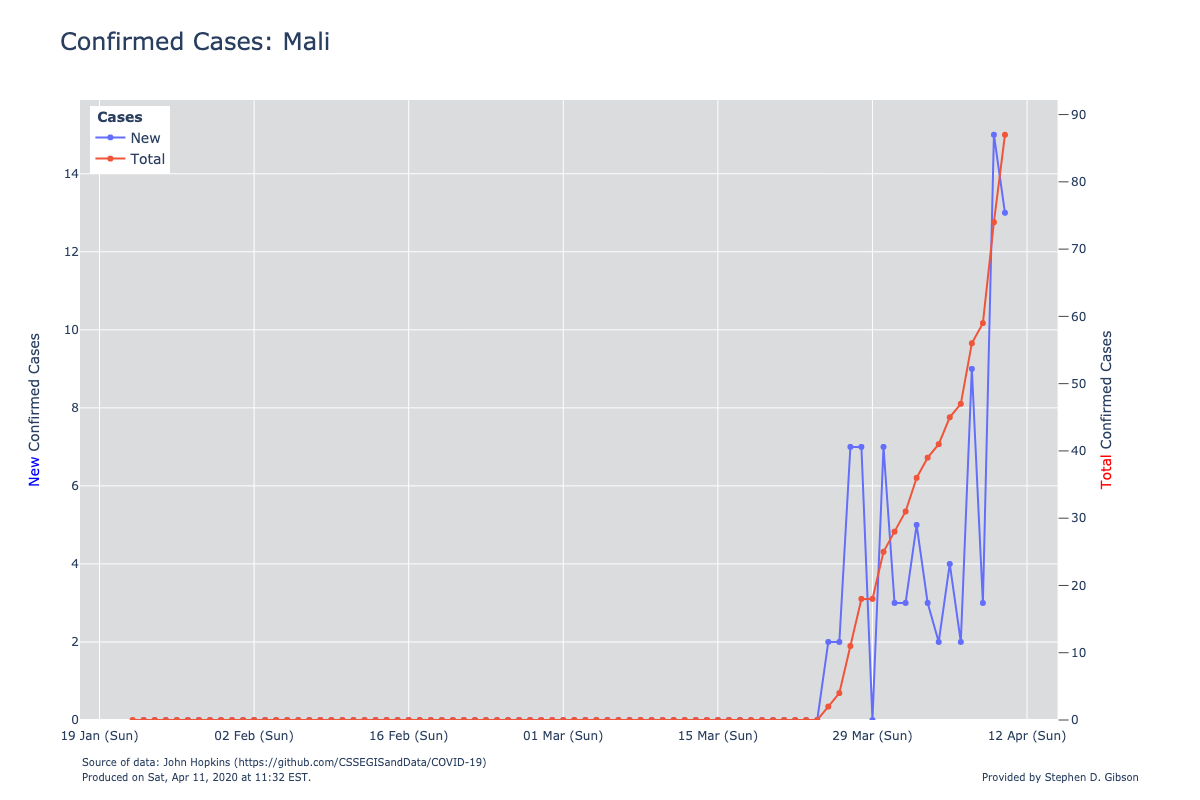 Confirmed Cases: Mali
Cases
New
Total
14
12
10
8
6
4
2
0
90
80
70
60
50
40
30
20
10
0
New Confirmed Cases
Total Confirmed Cases
19 Jan (Sun)
02 Feb (Sun)
16 Feb (Sun)
01 Mar (Sun)
15 Mar (Sun)
29 Mar (Sun)
12 Apr (Sun)
Source of data: John Hopkins (https://github.com/CSSEGISandData/COVID-19)
Produced on Sat, Apr 11, 2020 at 11:32 EST.
Provided by Stephen D. Gibson